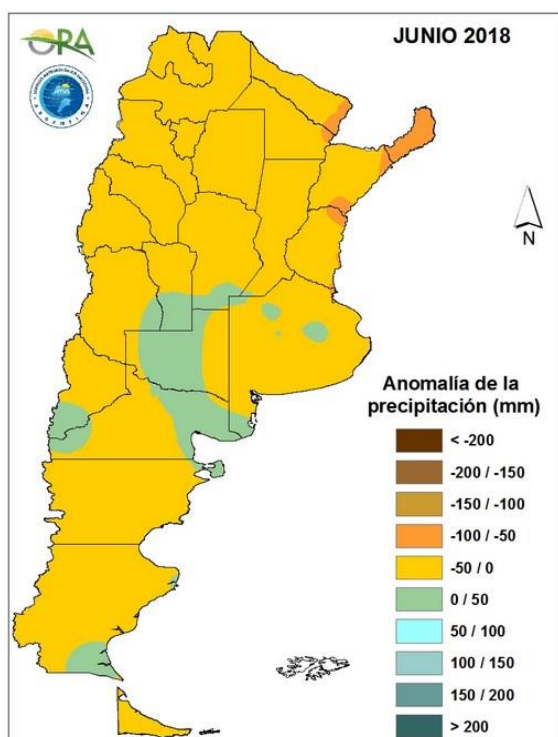 ORA
JUNIO 2018
ARGENTINA
N
Anomalía de la
precipitación (mm)
< -200
-200 / -150
-150 / -100
-100 / -50
-50 / 0
0 / 50
50 / 100
100 / 150
150 / 200
> 200